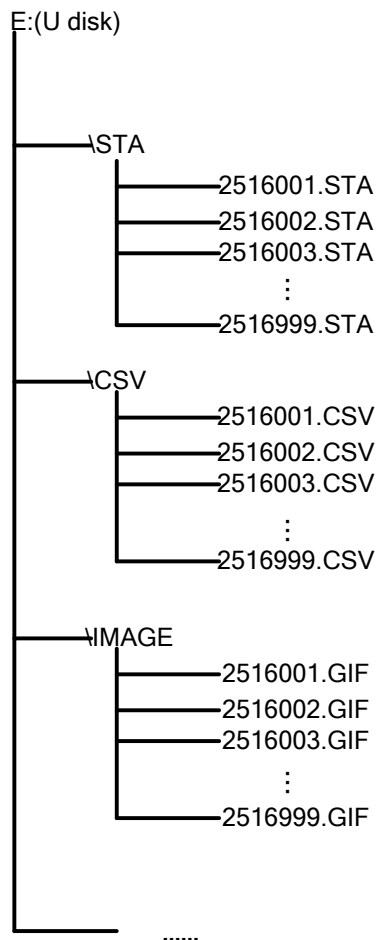 E:(U disk)
\STA
2516001.STA
2516002.STA
2516003.STA
⋮
2516999.STA
\CSV
2516001.CSV
2516002.CSV
2516003.CSV
⋮
2516999.CSV
\IMAGE
2516001.GIF
2516002.GIF
2516003.GIF
⋮
2516999.GIF
......